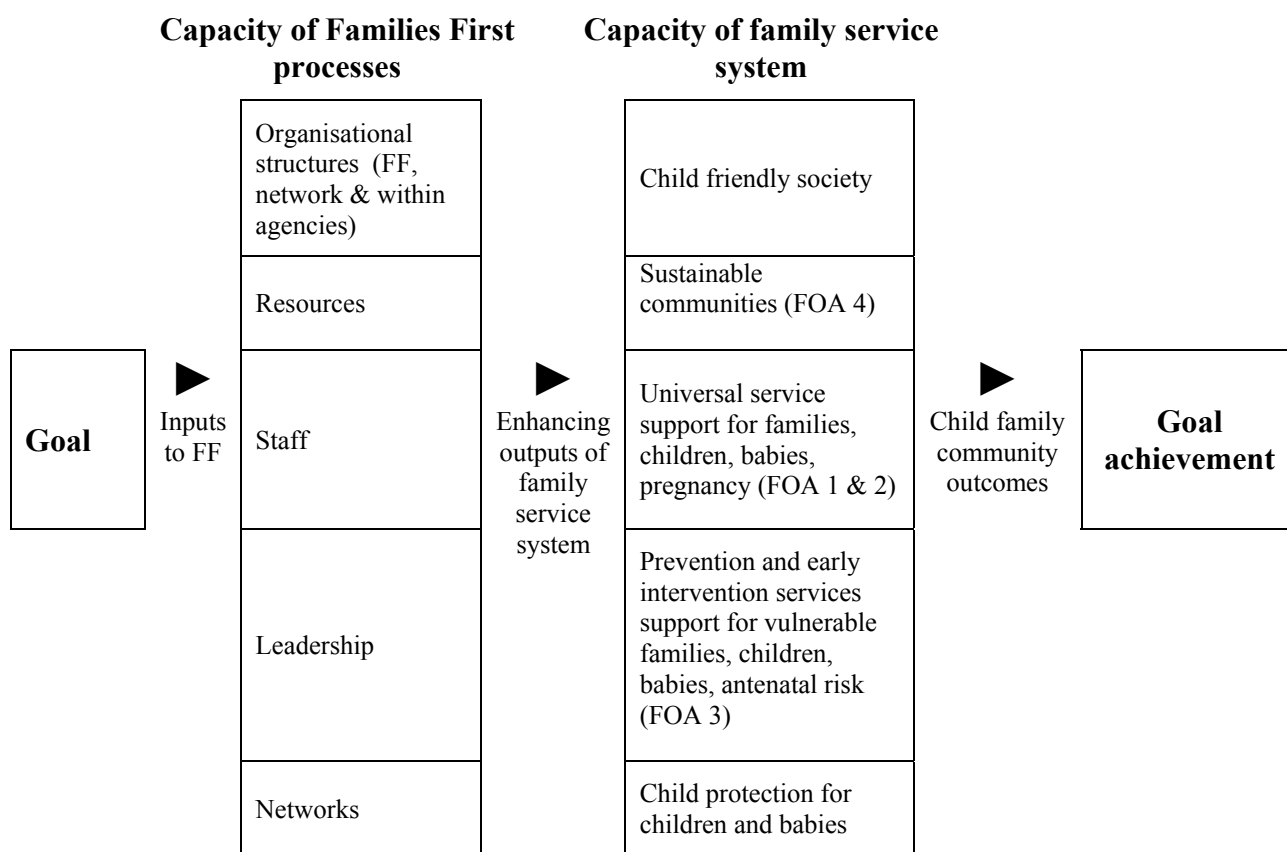 Capacity of Families First
processes
Capacity of family service
system
Organisational
structures (FF,
network & within
agencies)
Resources
Staff
Leadership
Networks
Child friendly society
Sustainable
communities (FOA 4)
Universal service
support for families,
children, babies,
pregnancy (FOA 1 & 2)
Prevention and early
intervention services
support for vulnerable
families, children,
babies, antenatal risk
(FOA 3)
Child protection for
children and babies
Goal
Inputs
to FF
Enhancing
outputs of
family
service
system
Child family
community
outcomes
Goal
achievement